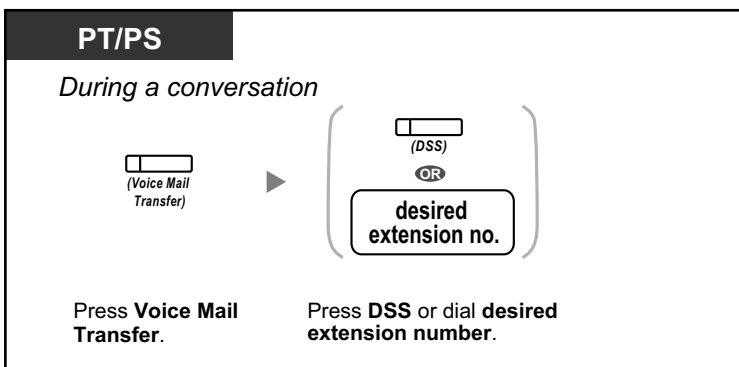 PT/PS
During a conversation
(Voice Mail
Transfer)
(DSS)
OR
desired
extension no.
Press Voice Mail
Transfer.
Press DSS or dial desired
extension number.